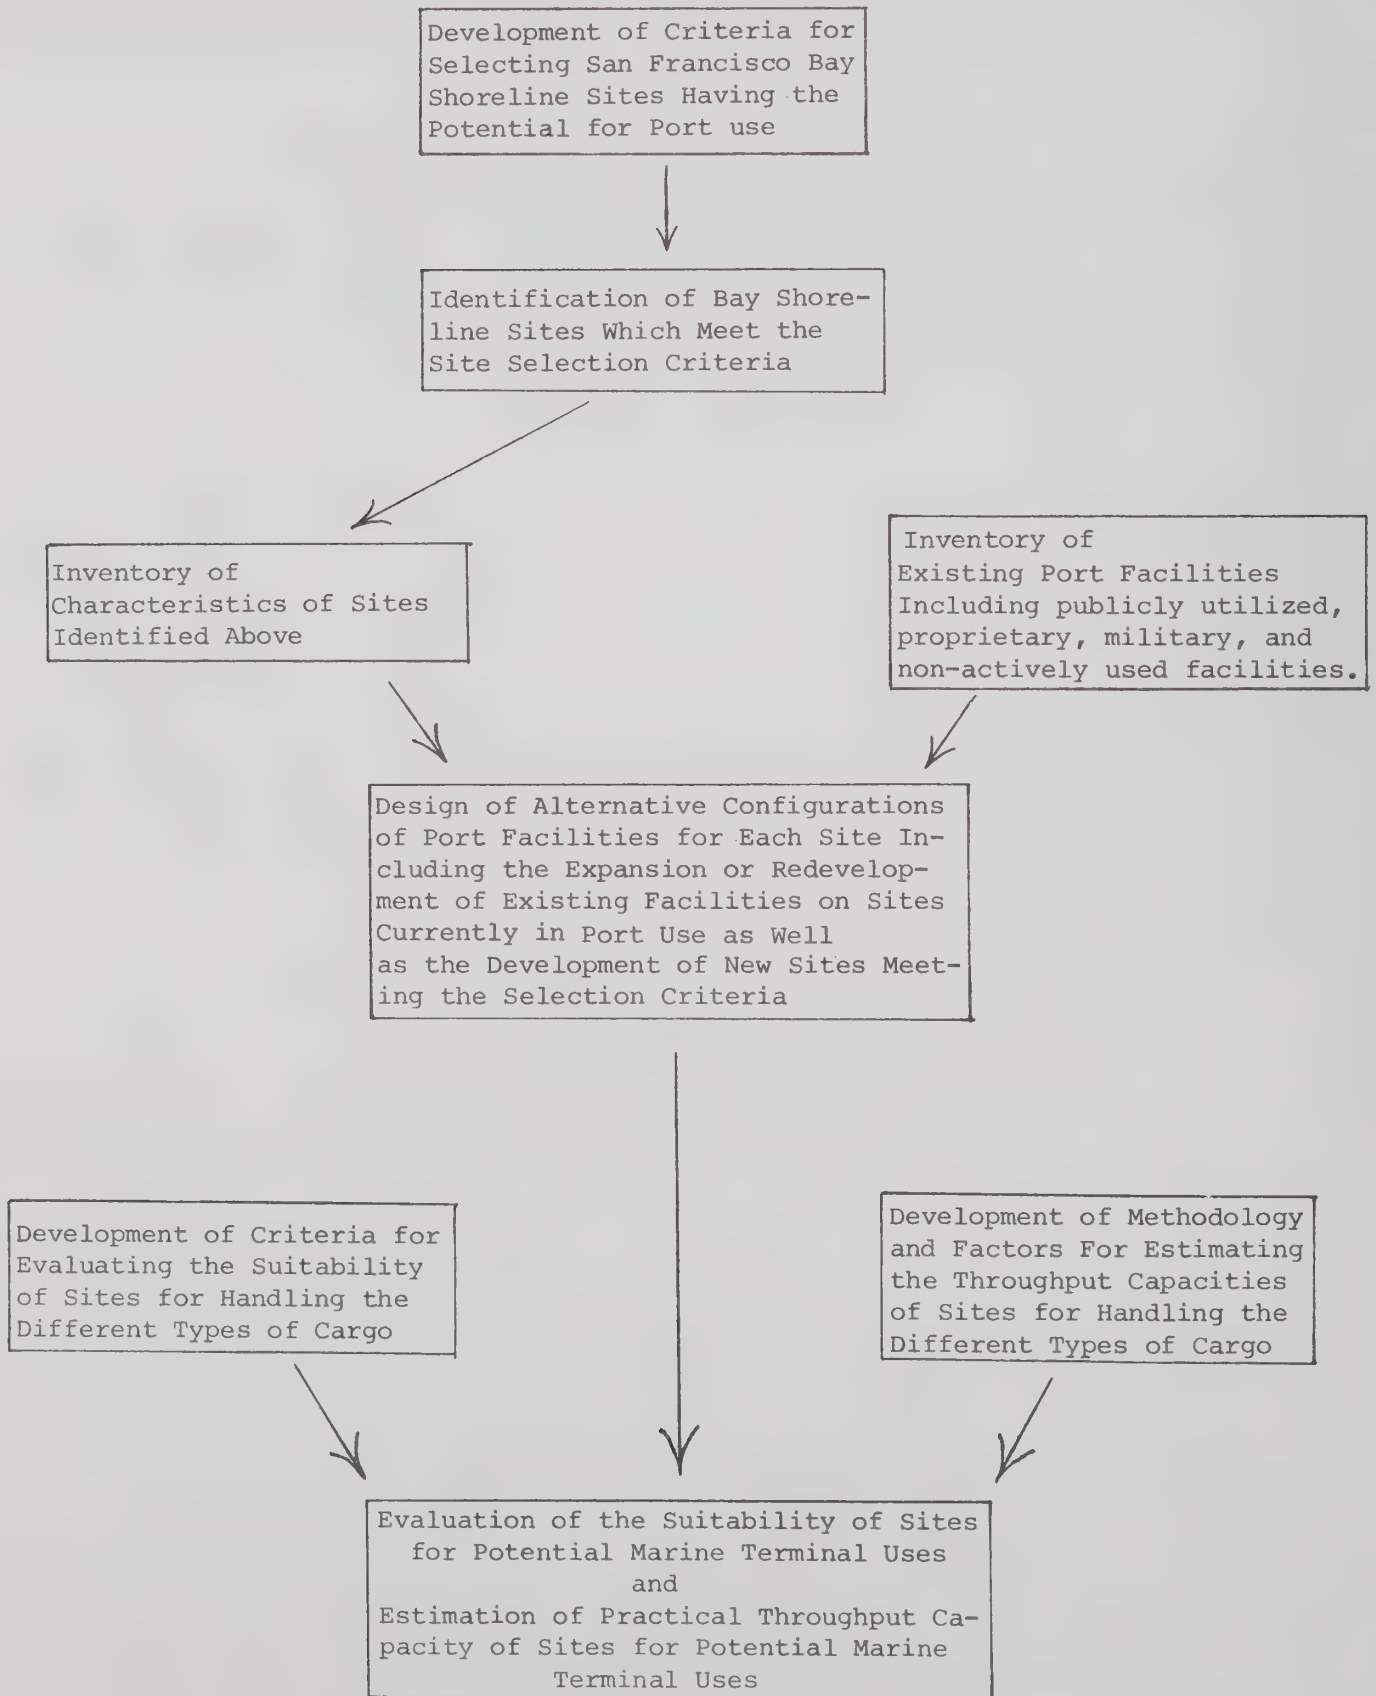 Development of Criteria for
Selecting San Francisco Bay
Shoreline Sites Having the
Potential for Port use
Identification of Bay Shore-
line Sites Which Meet the
Site Selection Criteria
Inventory of
Characteristics of Sites
Identified Above
Inventory of
Existing Port Facilities
Including publicly utilized,
proprietary, military, and
non-actively used facilities.
Design of Alternative Configurations
of Port Facilities for Each Site In-
cluding the Expansion or Redevelop-
ment of Existing Facilities on Sites
Currently in Port Use as Well
as the Development of New Sites Meet-
ing the Selection Criteria
Development of Criteria for
Evaluating the Suitability
of Sites for Handling the
Different Types of Cargo
Development of Methodology
and Factors For Estimating
the Throughput Capacities
of Sites for Handling the
Different Types of Cargo
Evaluation of the Suitability of Sites
for Potential Marine Terminal Uses
and
Estimation of Practical Throughput Ca-
pacity of Sites for Potential Marine
Terminal Uses